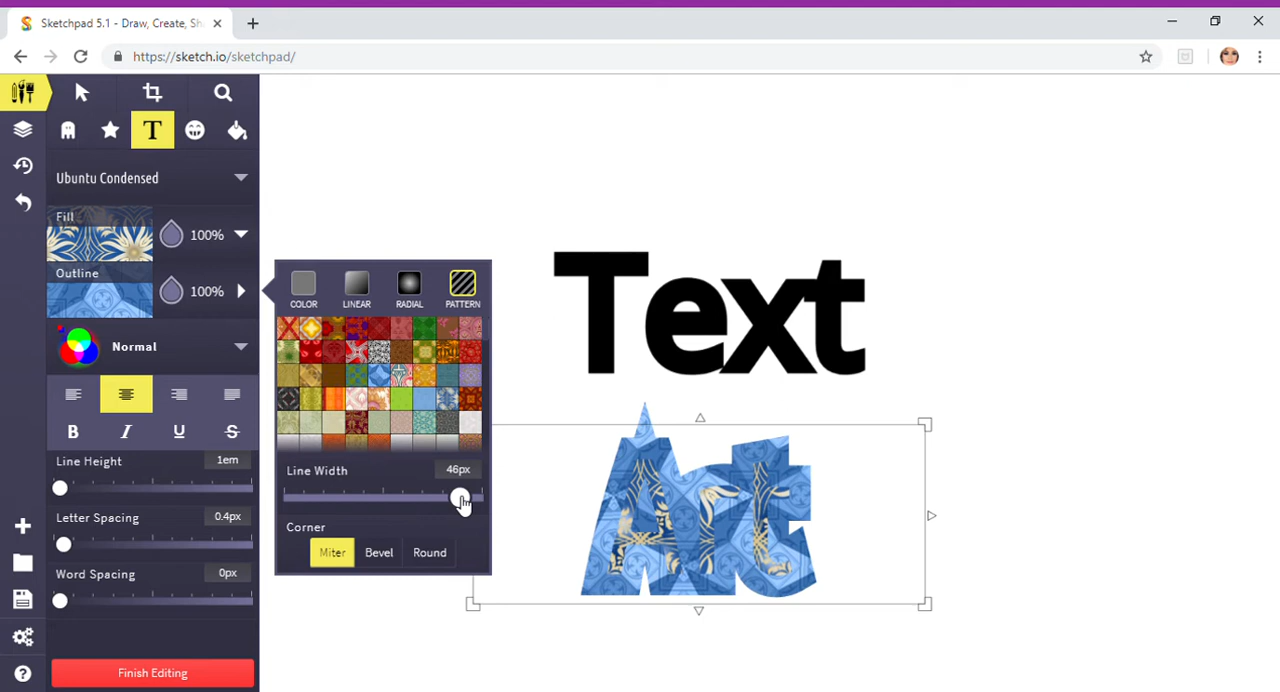 Sketchpad 5.1 - Draw, Create, Sh
https://sketch.io/sketchpad/
T
Ubuntu Condensed
Fill
100%
Outline
100%
Normal
B I U S
Line Height 1em
Letter Spacing 0.4px
Word Spacing 0px
Finish Editing
COLOR LINEAR RADIAL PATTERN
Line Width 46px
Corner
Miter Bevel Round
Text
Art